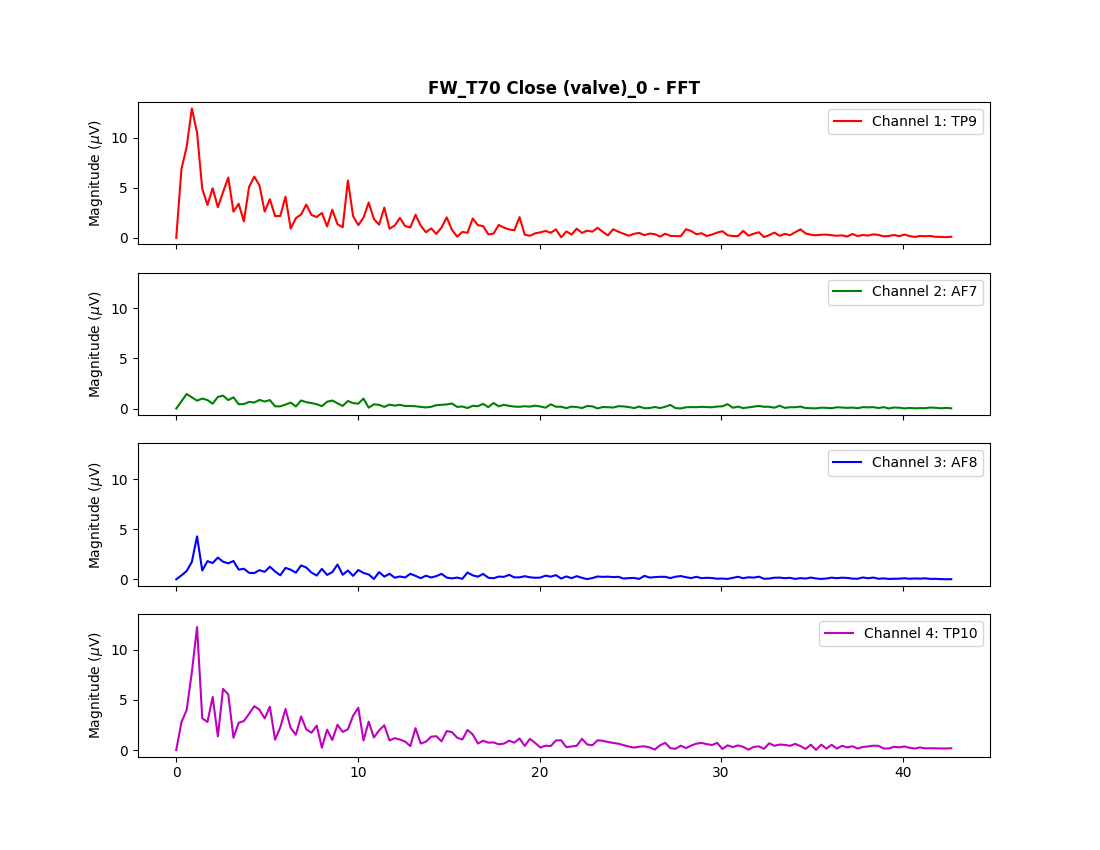 FW_T70 Close (valve)_0 - FFT
Magnitude (μV)
10
5
0
Channel 1: TP9
Magnitude (μV)
10
5
0
Channel 2: AF7
Magnitude (μV)
10
5
0
Channel 3: AF8
Magnitude (μV)
10
5
0
Channel 4: TP10
0 10 20 30 40